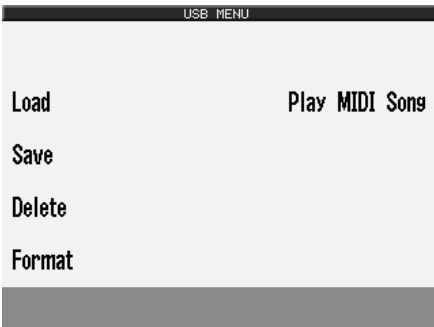 USB MENU
Load Play MIDI Song
Save
Delete
Format